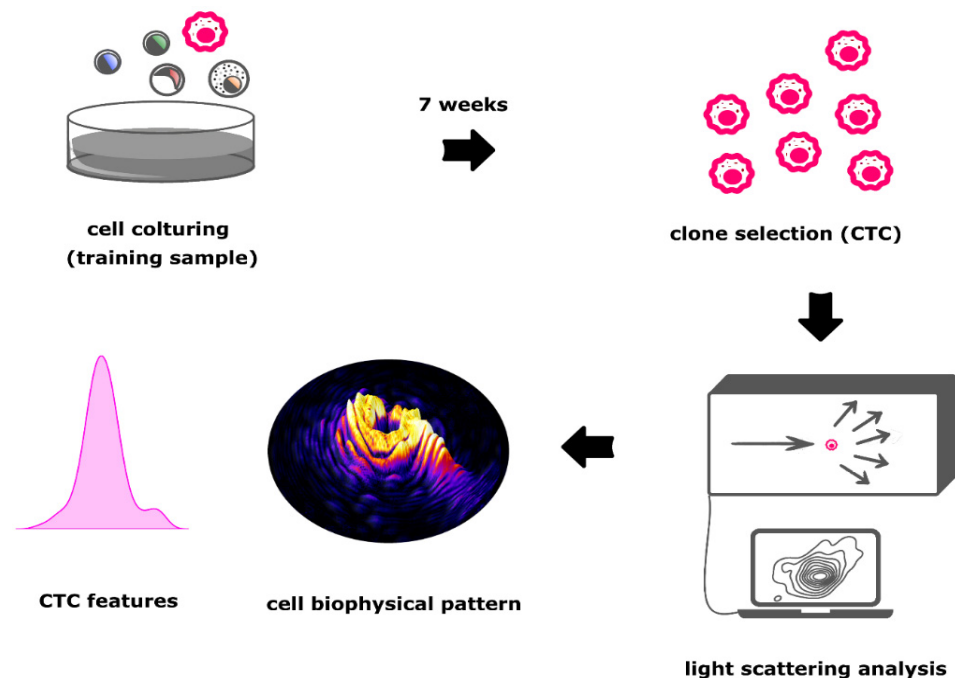 7 weeks
cell colturing
(training sample)
clone selection (CTC)
CTC features
cell biophysical pattern
light scattering analysis